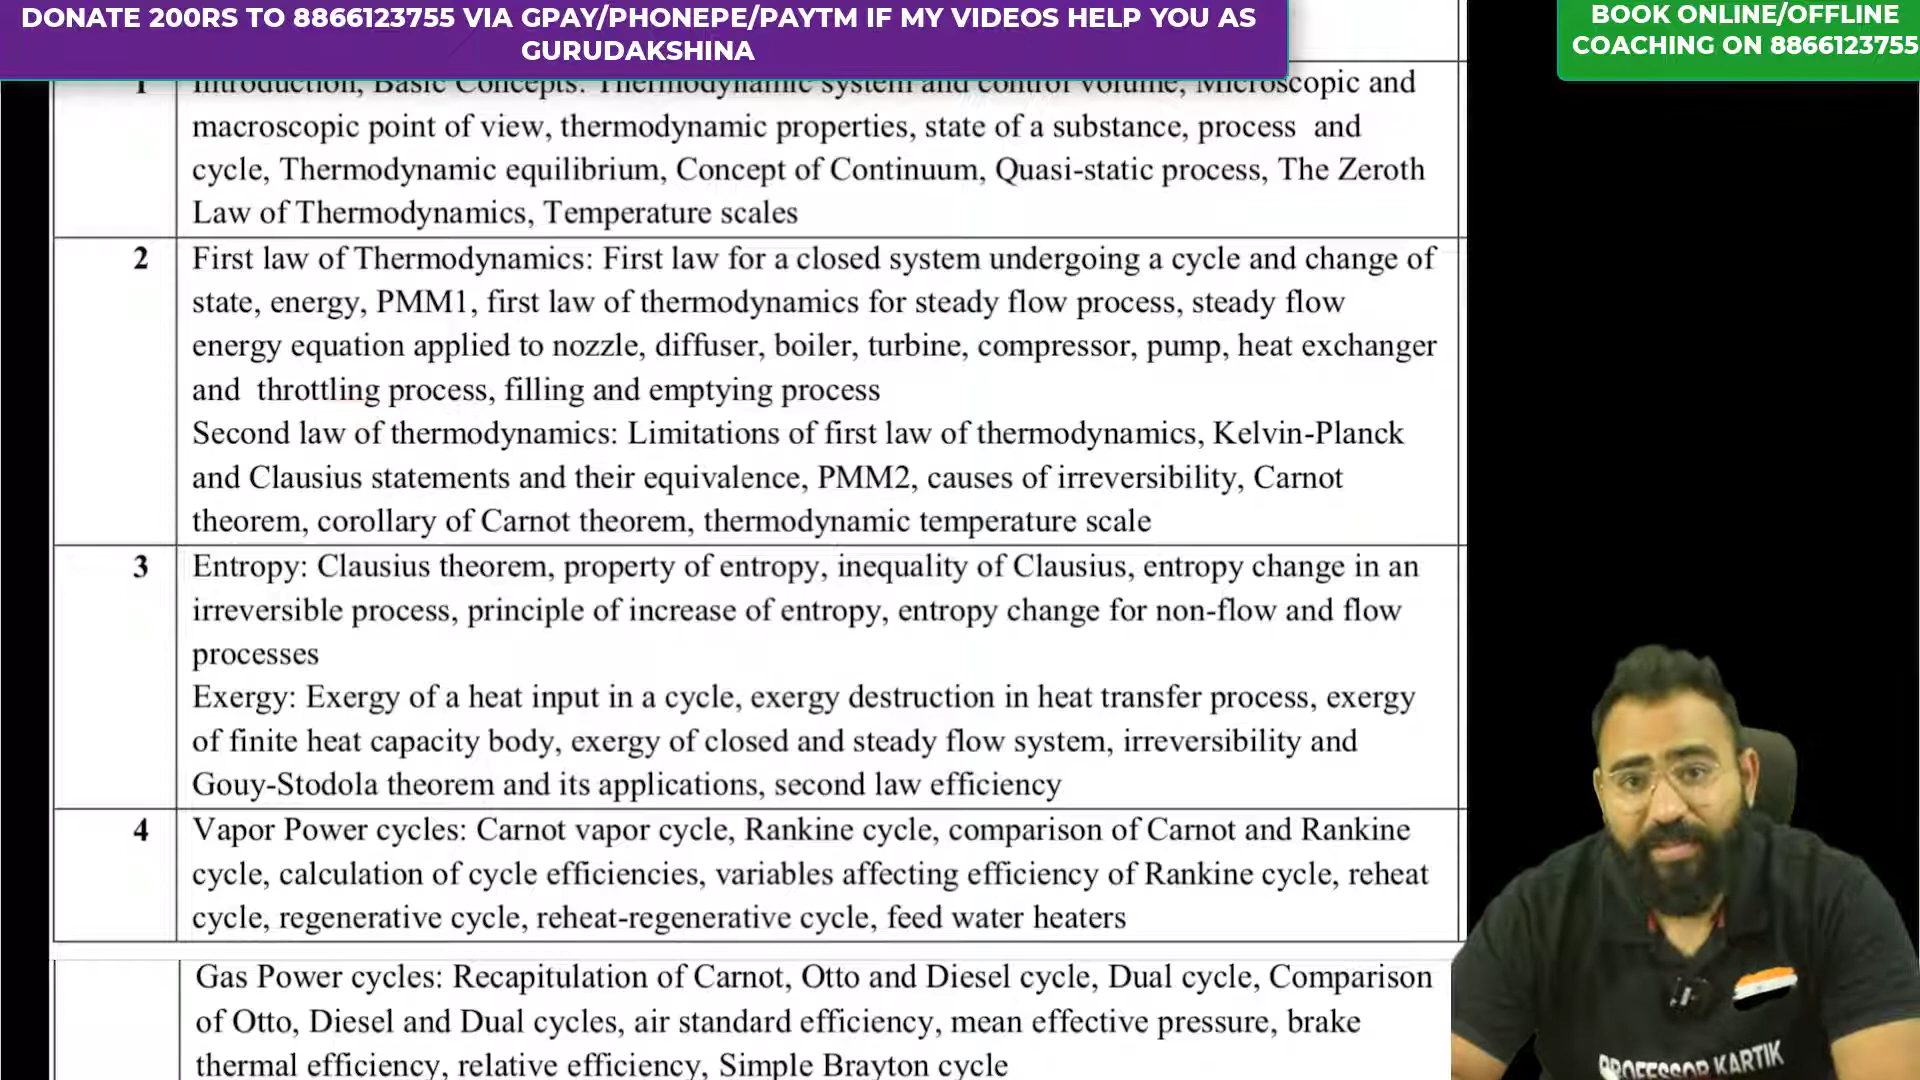 DONATE 200RS TO 8866123755 VIA GPAY/PHONEPE/PAYTM IF MY VIDEOS HELP YOU AS
GURUDAKSHINA
BOOK ONLINE/OFFLINE
COACHING ON 8866123755
1 Introduction, Basic Concepts: Thermodynamic system and control volume, Microscopic and
macroscopic point of view, thermodynamic properties, state of a substance, process and
cycle, Thermodynamic equilibrium, Concept of Continuum, Quasi-static process, The Zeroth
Law of Thermodynamics, Temperature scales
2 First law of Thermodynamics: First law for a closed system undergoing a cycle and change of
state, energy, PMM1, first law of thermodynamics for steady flow process, steady flow
energy equation applied to nozzle, diffuser, boiler, turbine, compressor, pump, heat exchanger
and throttling process, filling and emptying process
Second law of thermodynamics: Limitations of first law of thermodynamics, Kelvin-Planck
and Clausius statements and their equivalence, PMM2, causes of irreversibility, Carnot
theorem, corollary of Carnot theorem, thermodynamic temperature scale
3 Entropy: Clausius theorem, property of entropy, inequality of Clausius, entropy change in an
irreversible process, principle of increase of entropy, entropy change for non-flow and flow
processes
Exergy: Exergy of a heat input in a cycle, exergy destruction in heat transfer process, exergy
of finite heat capacity body, exergy of closed and steady flow system, irreversibility and
Gouy-Stodola theorem and its applications, second law efficiency
4 Vapor Power cycles: Carnot vapor cycle, Rankine cycle, comparison of Carnot and Rankine
cycle, calculation of cycle efficiencies, variables affecting efficiency of Rankine cycle, reheat
cycle, regenerative cycle, reheat-regenerative cycle, feed water heaters
Gas Power cycles: Recapitulation of Carnot, Otto and Diesel cycle, Dual cycle, Comparison
of Otto, Diesel and Dual cycles, air standard efficiency, mean effective pressure, brake
thermal efficiency, relative efficiency, Simple Brayton cycle
PROFESSOR KARTIK